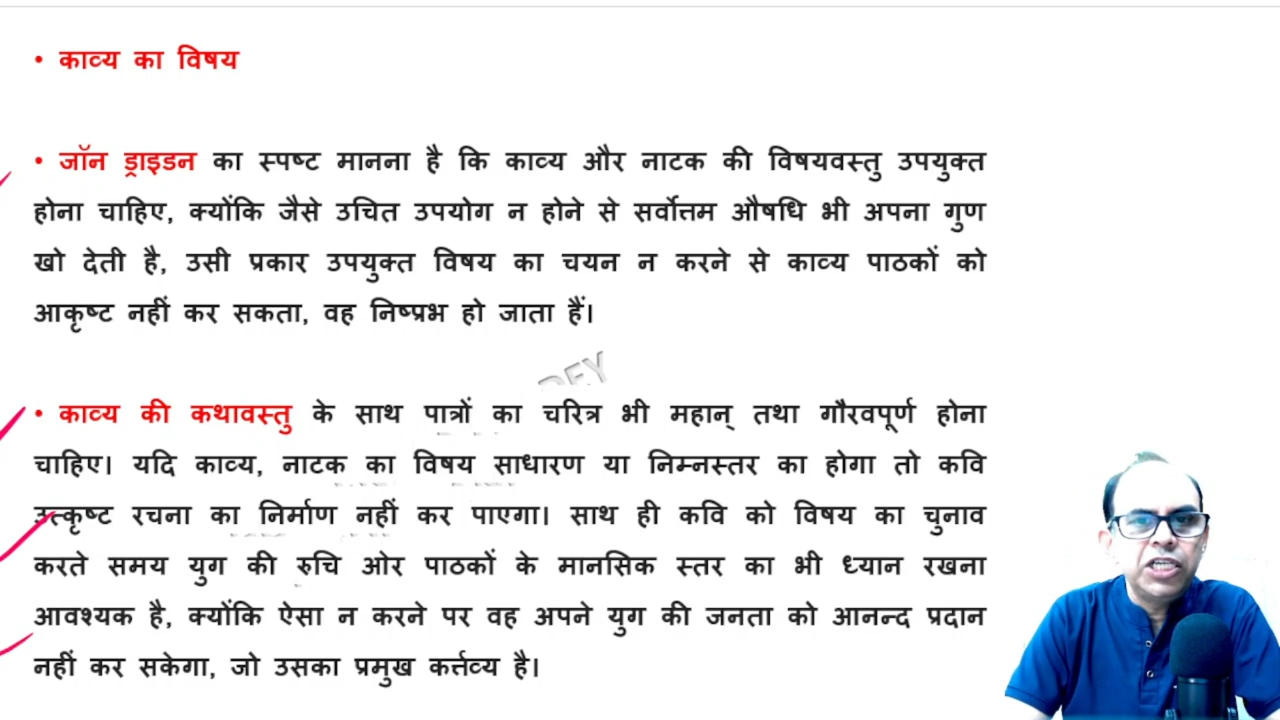 • काव्य का विषय
• जॉन ड्राइडन का स्पष्ट मानना है कि काव्य और नाटक की विषयवस्तु उपयुक्त
होना चाहिए, क्योंकि जैसे उचित उपयोग न होने से सर्वोत्तम औषधि भी अपना गुण
खो देती है, उसी प्रकार उपयुक्त विषय का चयन न करने से काव्य पाठकों को
आकृष्ट नहीं कर सकता, वह निष्प्रभ हो जाता हैं।
• काव्य की कथावस्तु के साथ पात्रों का चरित्र भी महान् तथा गौरवपूर्ण होना
चाहिए। यदि काव्य, नाटक का विषय साधारण या निम्नस्तर का होगा तो कवि
उत्कृष्ट रचना का निर्माण नहीं कर पाएगा। साथ ही कवि को विषय का चुनाव
करते समय युग की रुचि ओर पाठकों के मानसिक स्तर का भी ध्यान रखना
आवश्यक है, क्योंकि ऐसा न करने पर वह अपने युग की जनता को आनन्द प्रदान
नहीं कर सकेगा, जो उसका प्रमुख कर्त्तव्य है।